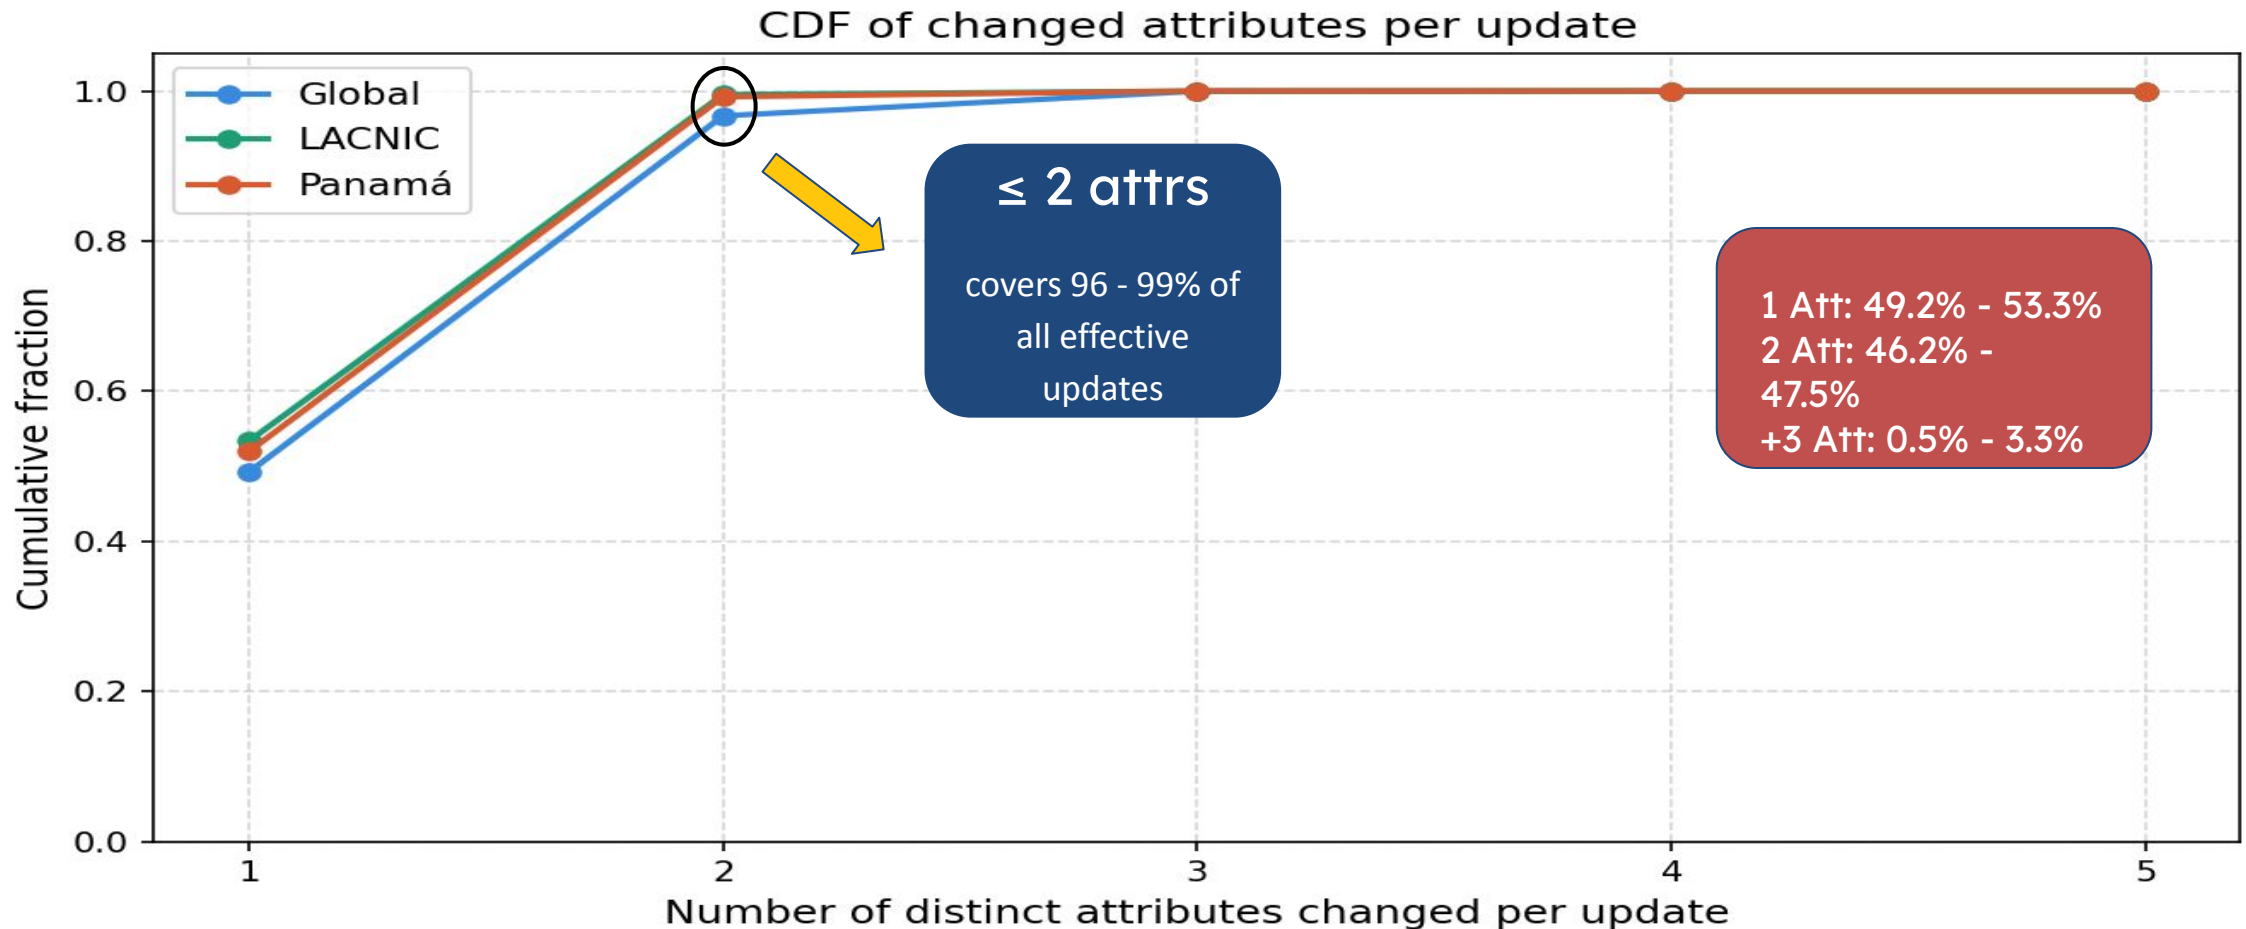 CDF of changed attributes per update
Global
LACNIC
Panamá
1.0
0.8
0.6
0.4
0.2
0.0
Cumulative fraction
≤ 2 attrs
covers 96 - 99% of
all effective
updates
1 Att: 49.2% - 53.3%
2 Att: 46.2% -
47.5%
+3 Att: 0.5% - 3.3%
1 2 3 4 5
Number of distinct attributes changed per update